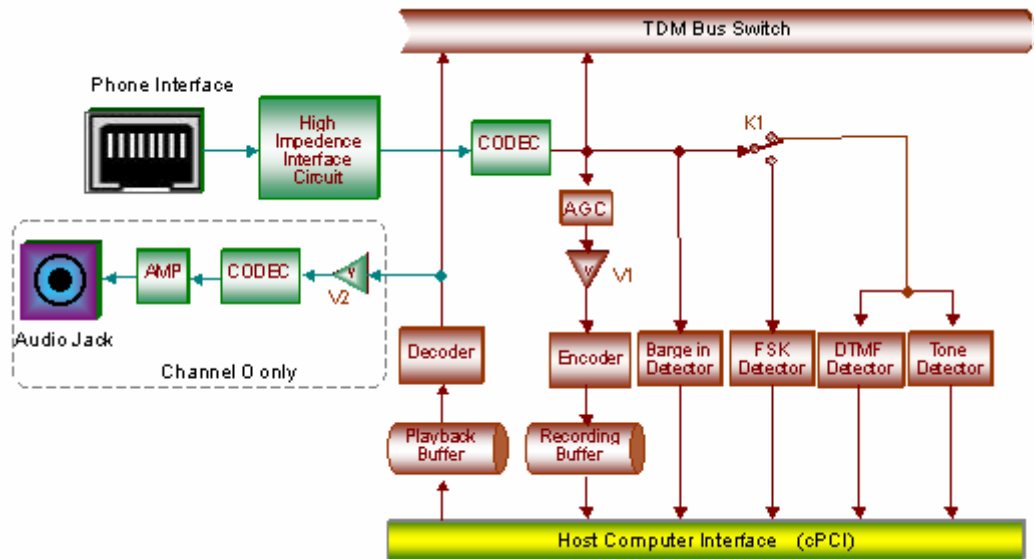 TDM Bus Switch
Phone Interface
High
Impedence
Interface
Circuit
CODEC
K1
AGC
V1
AMP
CODEC
V2
Audio Jack
Channel 0 only
Decoder
Encoder
Barge in
Detector
FSK
Detector
DTMF
Detector
Tone
Detector
Playback
Buffer
Recording
Buffer
Host Computer Interface (cPCI)